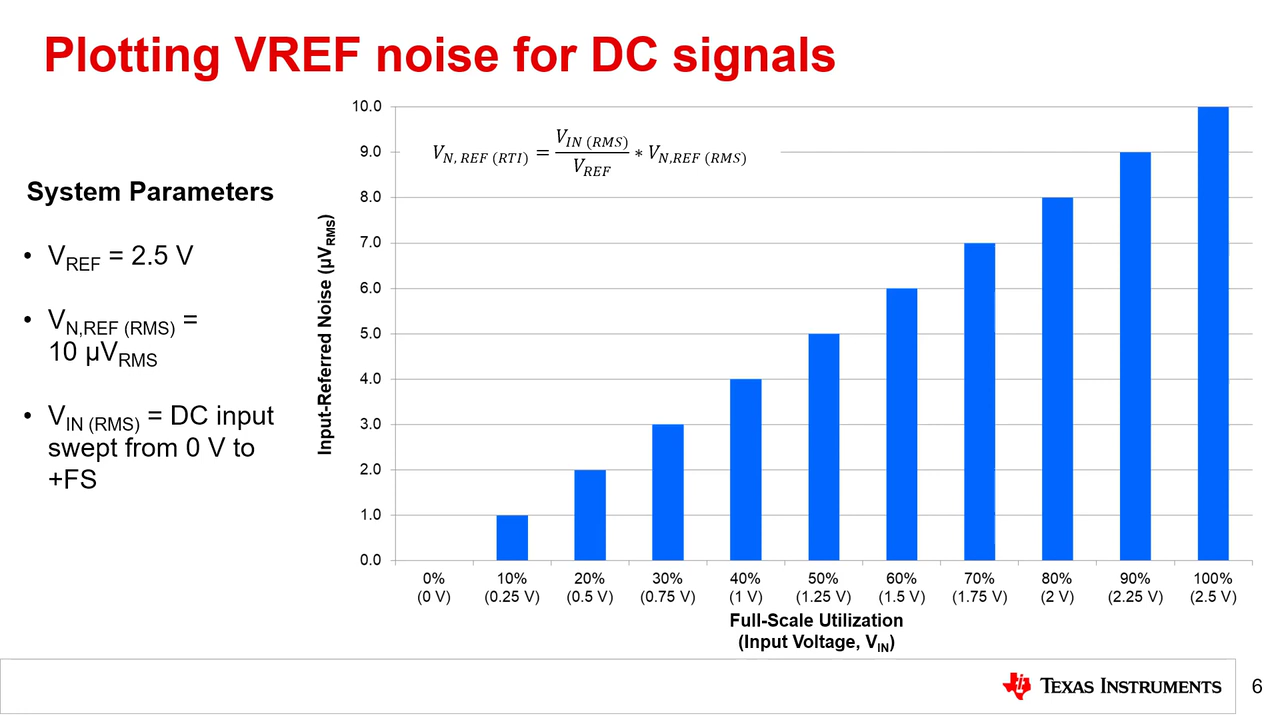 Plotting VREF noise for DC signals
System Parameters
• VREF = 2.5 V
• VN,REF (RMS) =
10 µVRMS
• VIN (RMS) = DC input
swept from 0 V to
+FS
Input-Referred Noise (µVRMS)
10.0
9.0
8.0
7.0
6.0
5.0
4.0
3.0
2.0
1.0
0.0
VN, REF (RTI) = VIN (RMS) / VREF ∗ VN,REF (RMS)
0% 10% 20% 30% 40% 50% 60% 70% 80% 90% 100%
(0 V) (0.25 V) (0.5 V) (0.75 V) (1 V) (1.25 V) (1.5 V) (1.75 V) (2 V) (2.25 V) (2.5 V)
Full-Scale Utilization
(Input Voltage, VIN)
TEXAS INSTRUMENTS
6